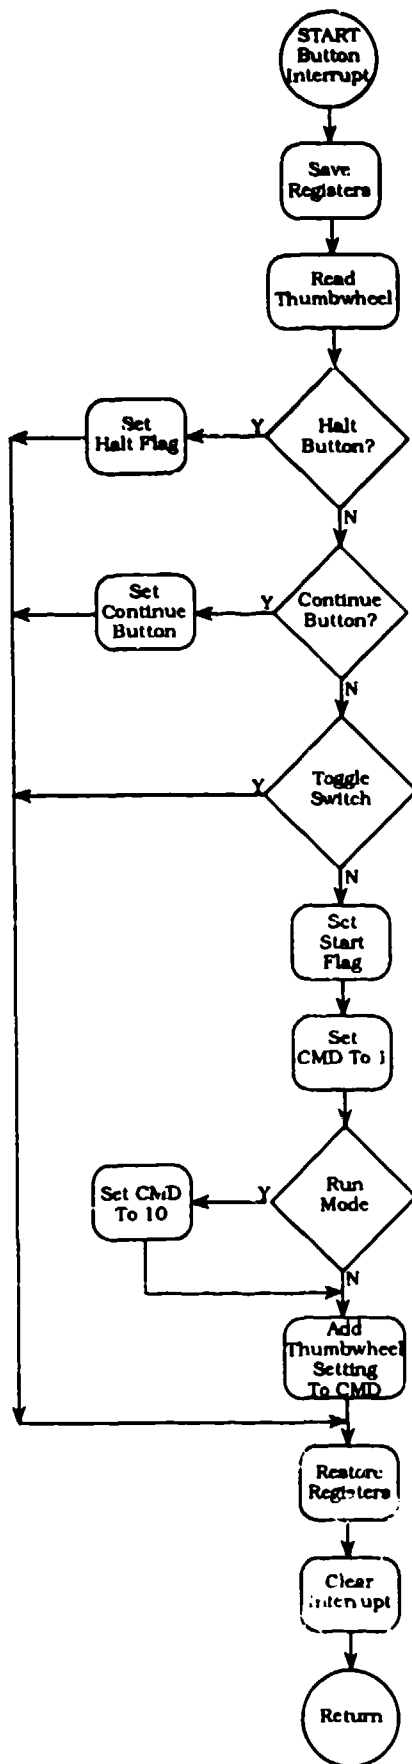 START
Button
Interrupt
Save
Registers
Read
Thumbwheel
Halt
Button?
Y
Set
Halt Flag
N
Continue
Button?
Y
Set
Continue
Button
N
Toggle
Switch
Y
N
Set
Start
Flag
Set
CMD To 1
Run
Mode
Y
Set CMD
To 10
N
Add
Thumbwheel
Setting
To CMD
Restore
Registers
Clear
Interrupt
Return